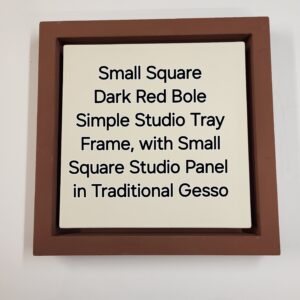 Small Square
Dark Red Bole
Simple Studio Tray
Frame, with Small
Square Studio Panel
in Traditional Gesso